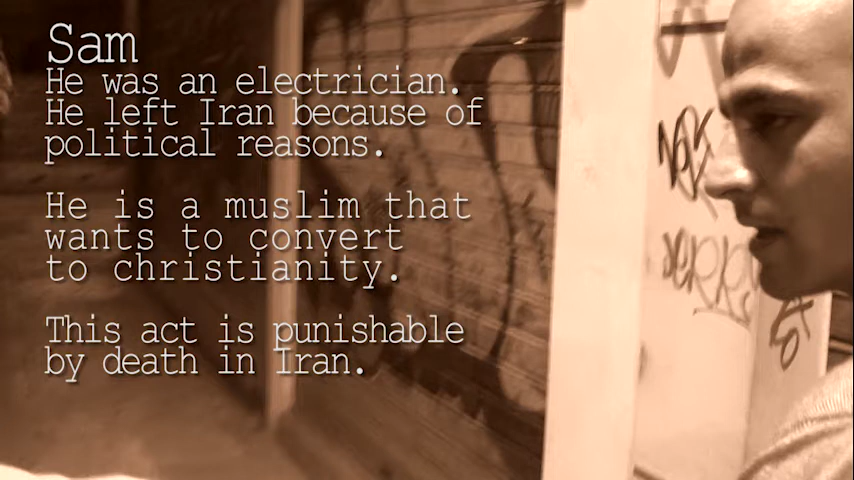 Sam
He was an electrician.
He left Iran because of
political reasons.
He is a muslim that
wants to convert
to christianity.
This act is punishable
by death in Iran.